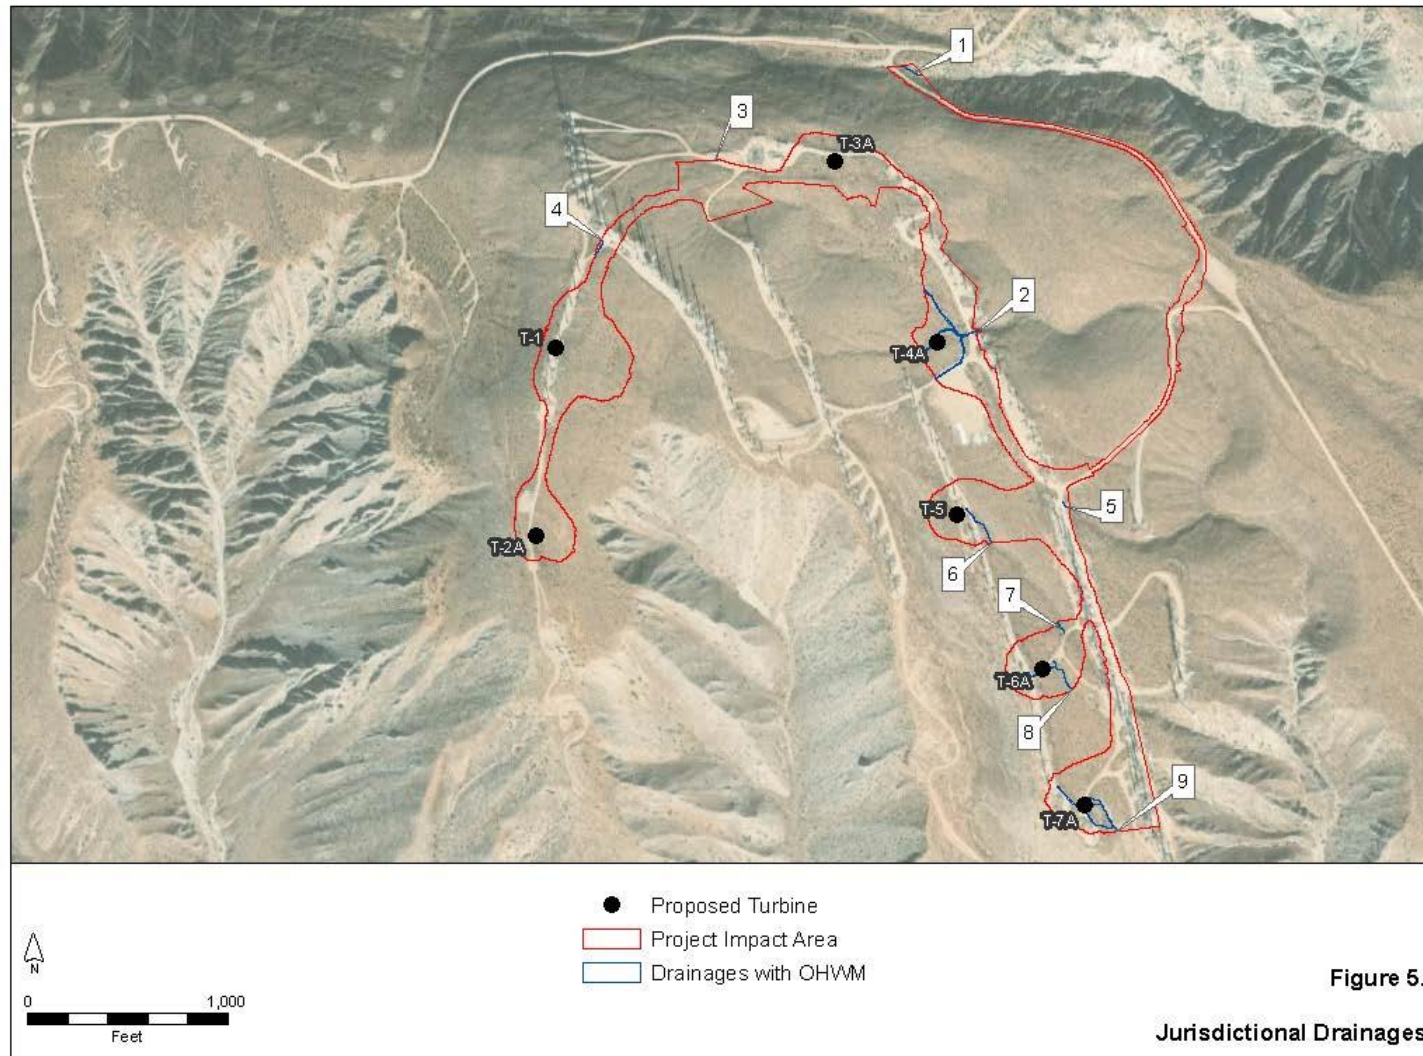 1
3
T-3A
4
2
T-1
T-4A
5
T-5
T-2A
6
7
T-6A
8
9
T-7A
Proposed Turbine
Project Impact Area
Drainages with OHWM
N
0 1,000
Feet
Figure 5.
Jurisdictional Drainages